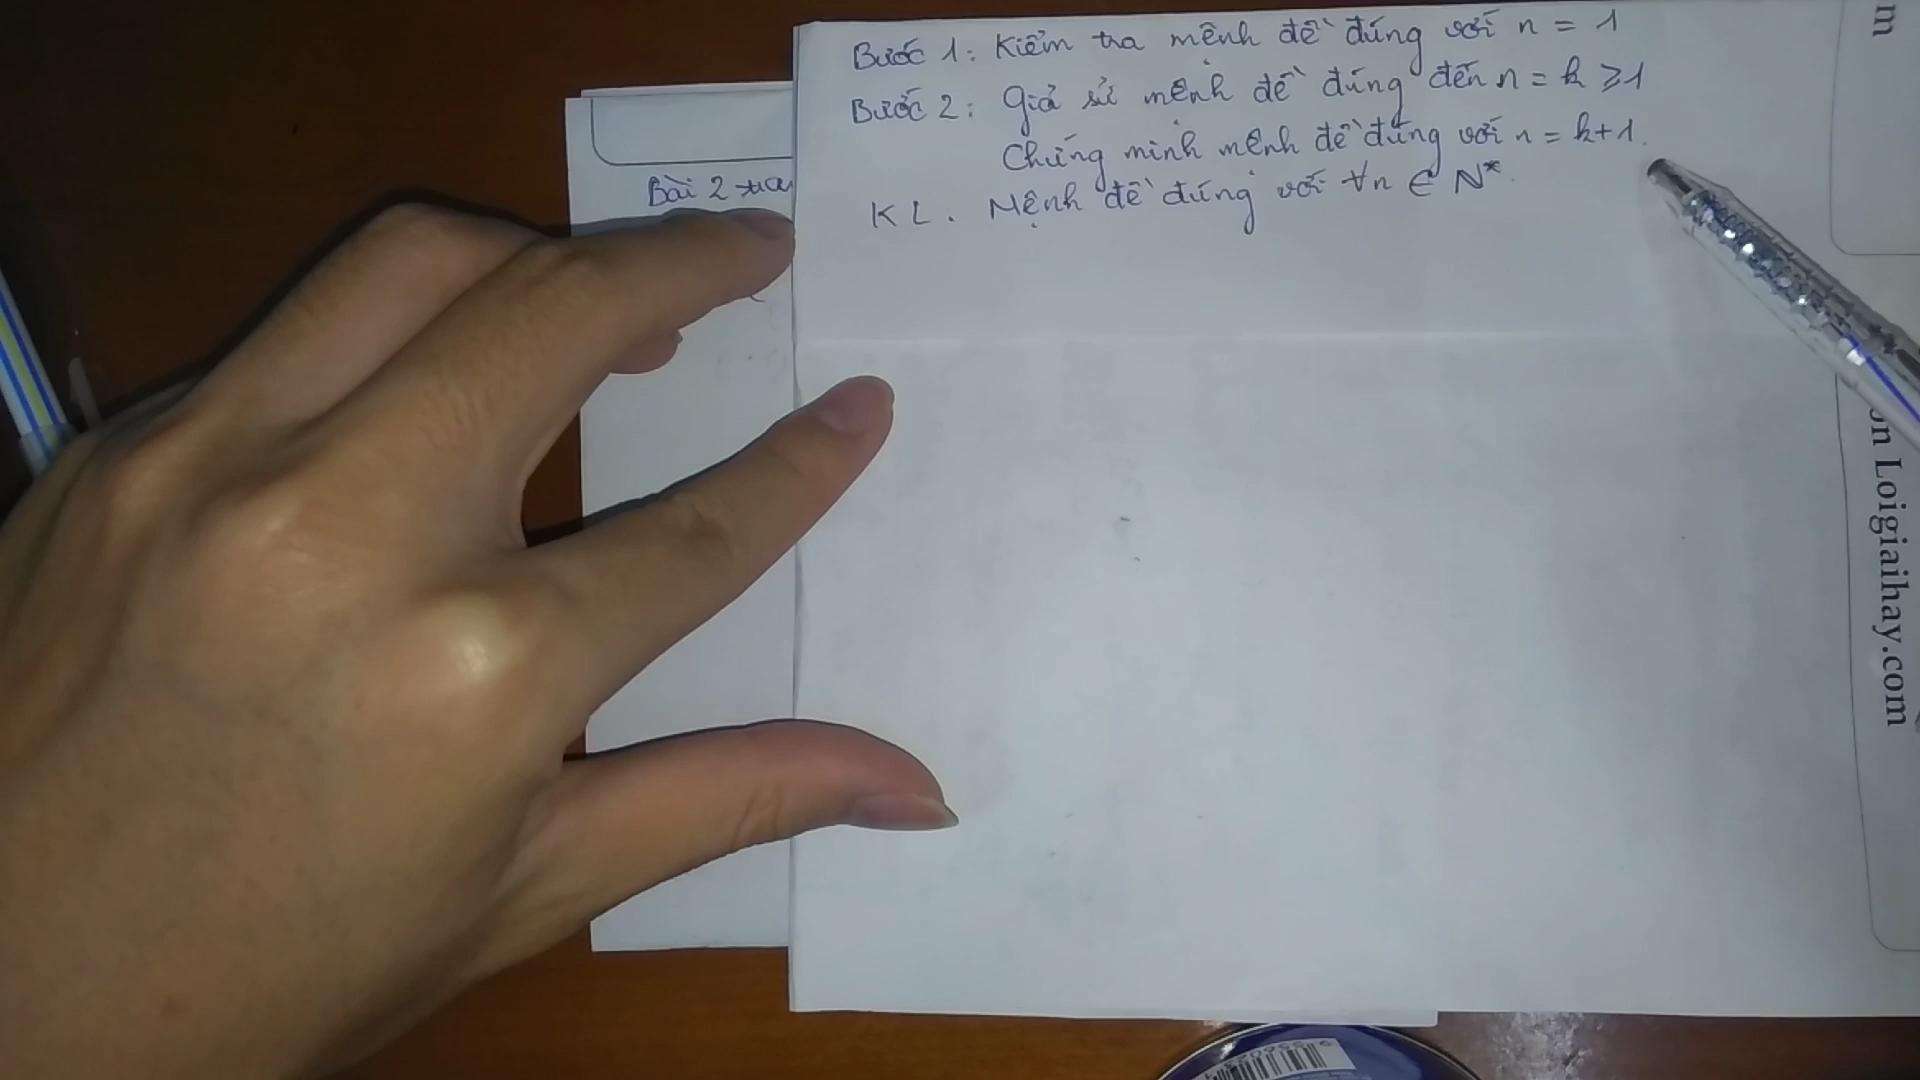 Bước 1: Kiểm tra mệnh đề đúng với n = 1
Bước 2: Giả sử mệnh đề đúng đến n = k ≥ 1
Chứng minh mệnh đề đúng với n = k+1.
KL. Mệnh đề đúng với ∀n ∈ N*.
Bài 2
m
Loigiaihay.com